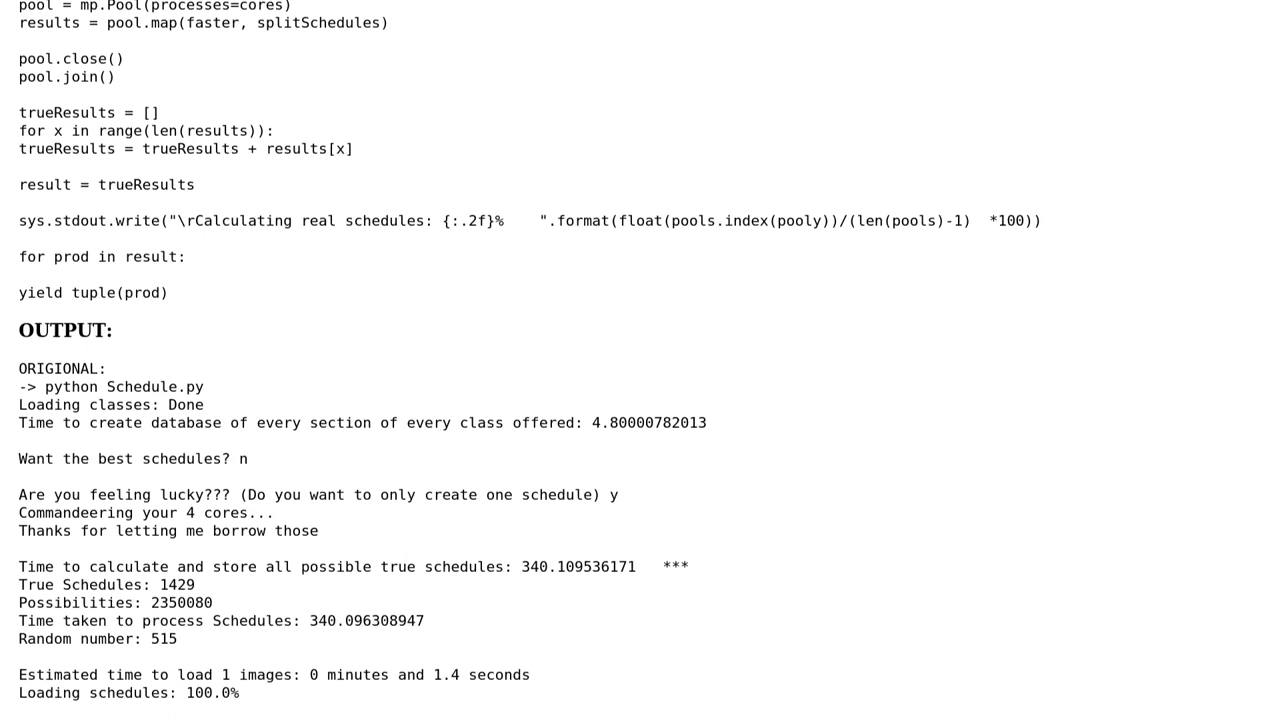 pool = mp.Pool(processes=cores)
results = pool.map(faster, splitSchedules)
pool.close()
pool.join()
trueResults = []
for x in range(len(results)):
trueResults = trueResults + results[x]
result = trueResults
sys.stdout.write("\rCalculating real schedules: {:.2f}%    ".format(float(pools.index(pooly))/(len(pools)-1)  *100))
for prod in result:
yield tuple(prod)
OUTPUT:
ORIGIONAL:
-> python Schedule.py
Loading classes: Done
Time to create database of every section of every class offered: 4.80000782013
Want the best schedules? n
Are you feeling lucky??? (Do you want to only create one schedule) y
Commandeering your 4 cores...
Thanks for letting me borrow those
Time to calculate and store all possible true schedules: 340.109536171   ***
True Schedules: 1429
Possibilities: 2350080
Time taken to process Schedules: 340.096308947
Random number: 515
Estimated time to load 1 images: 0 minutes and 1.4 seconds
Loading schedules: 100.0%